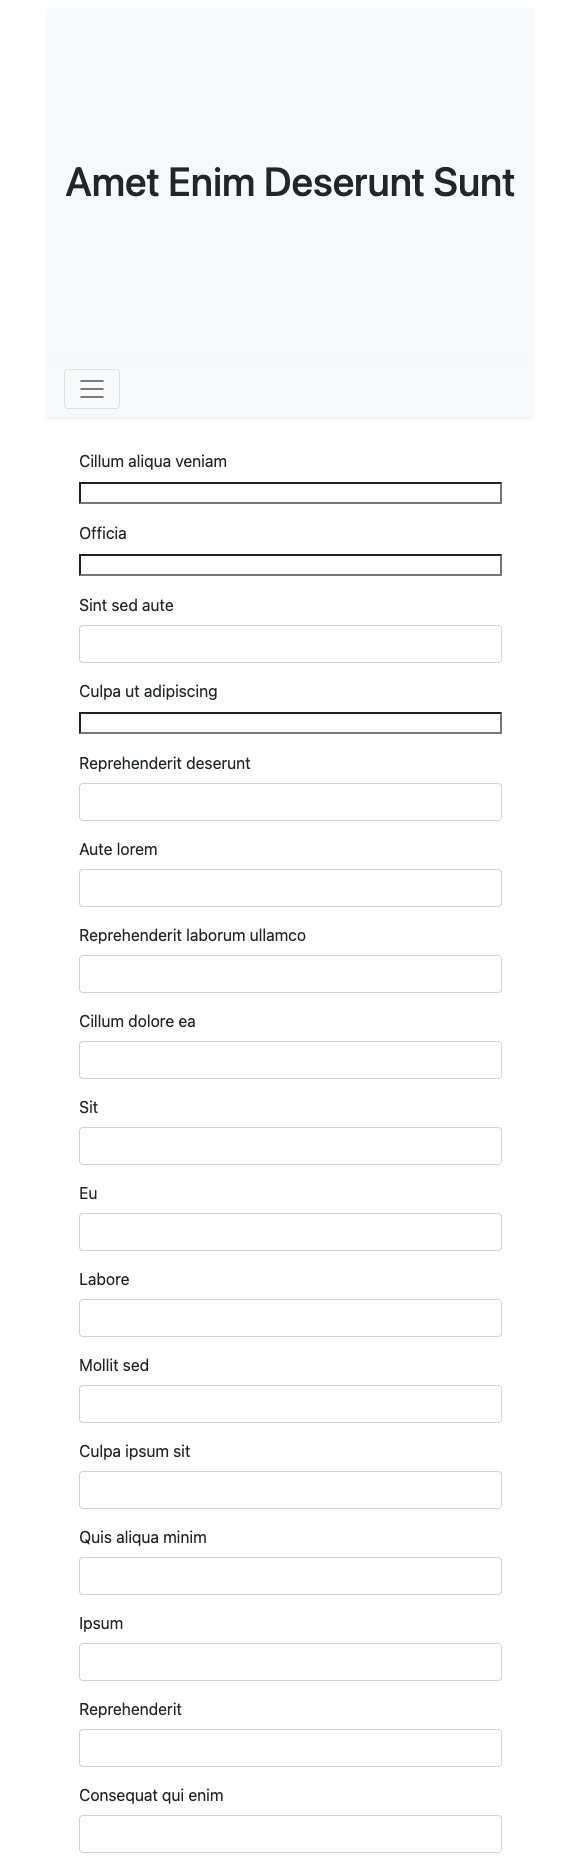 Amet Enim Deserunt Sunt
Cillum aliqua veniam
Officia
Sint sed aute
Culpa ut adipiscing
Reprehenderit deserunt
Aute lorem
Reprehenderit laborum ullamco
Cillum dolore ea
Sit
Eu
Labore
Mollit sed
Culpa ipsum sit
Quis aliqua minim
Ipsum
Reprehenderit
Consequat qui enim